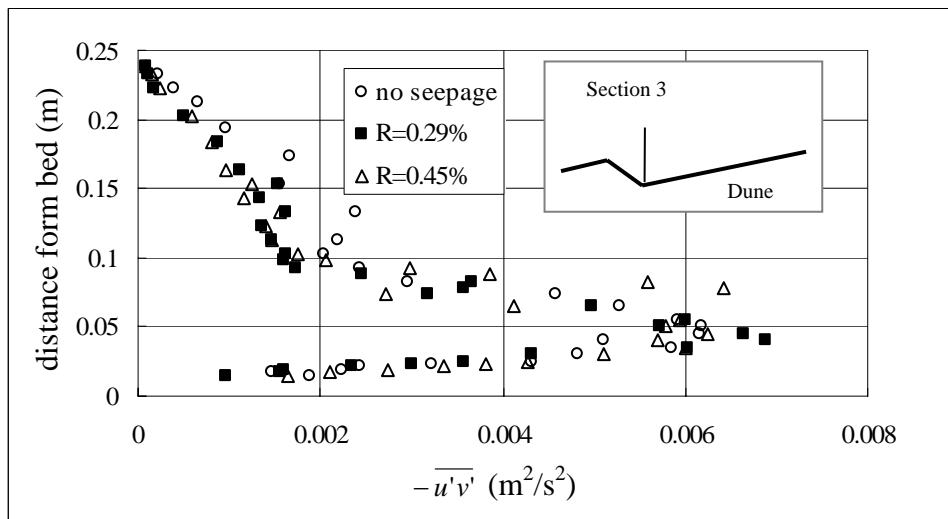 0.25
0.2
0.15
0.1
0.05
0
distance form bed (m)
no seepage
R=0.29%
R=0.45%
Section 3
Dune
0 0.002 0.004 0.006 0.008
$-\overline{u'v'}$ (m²/s²)